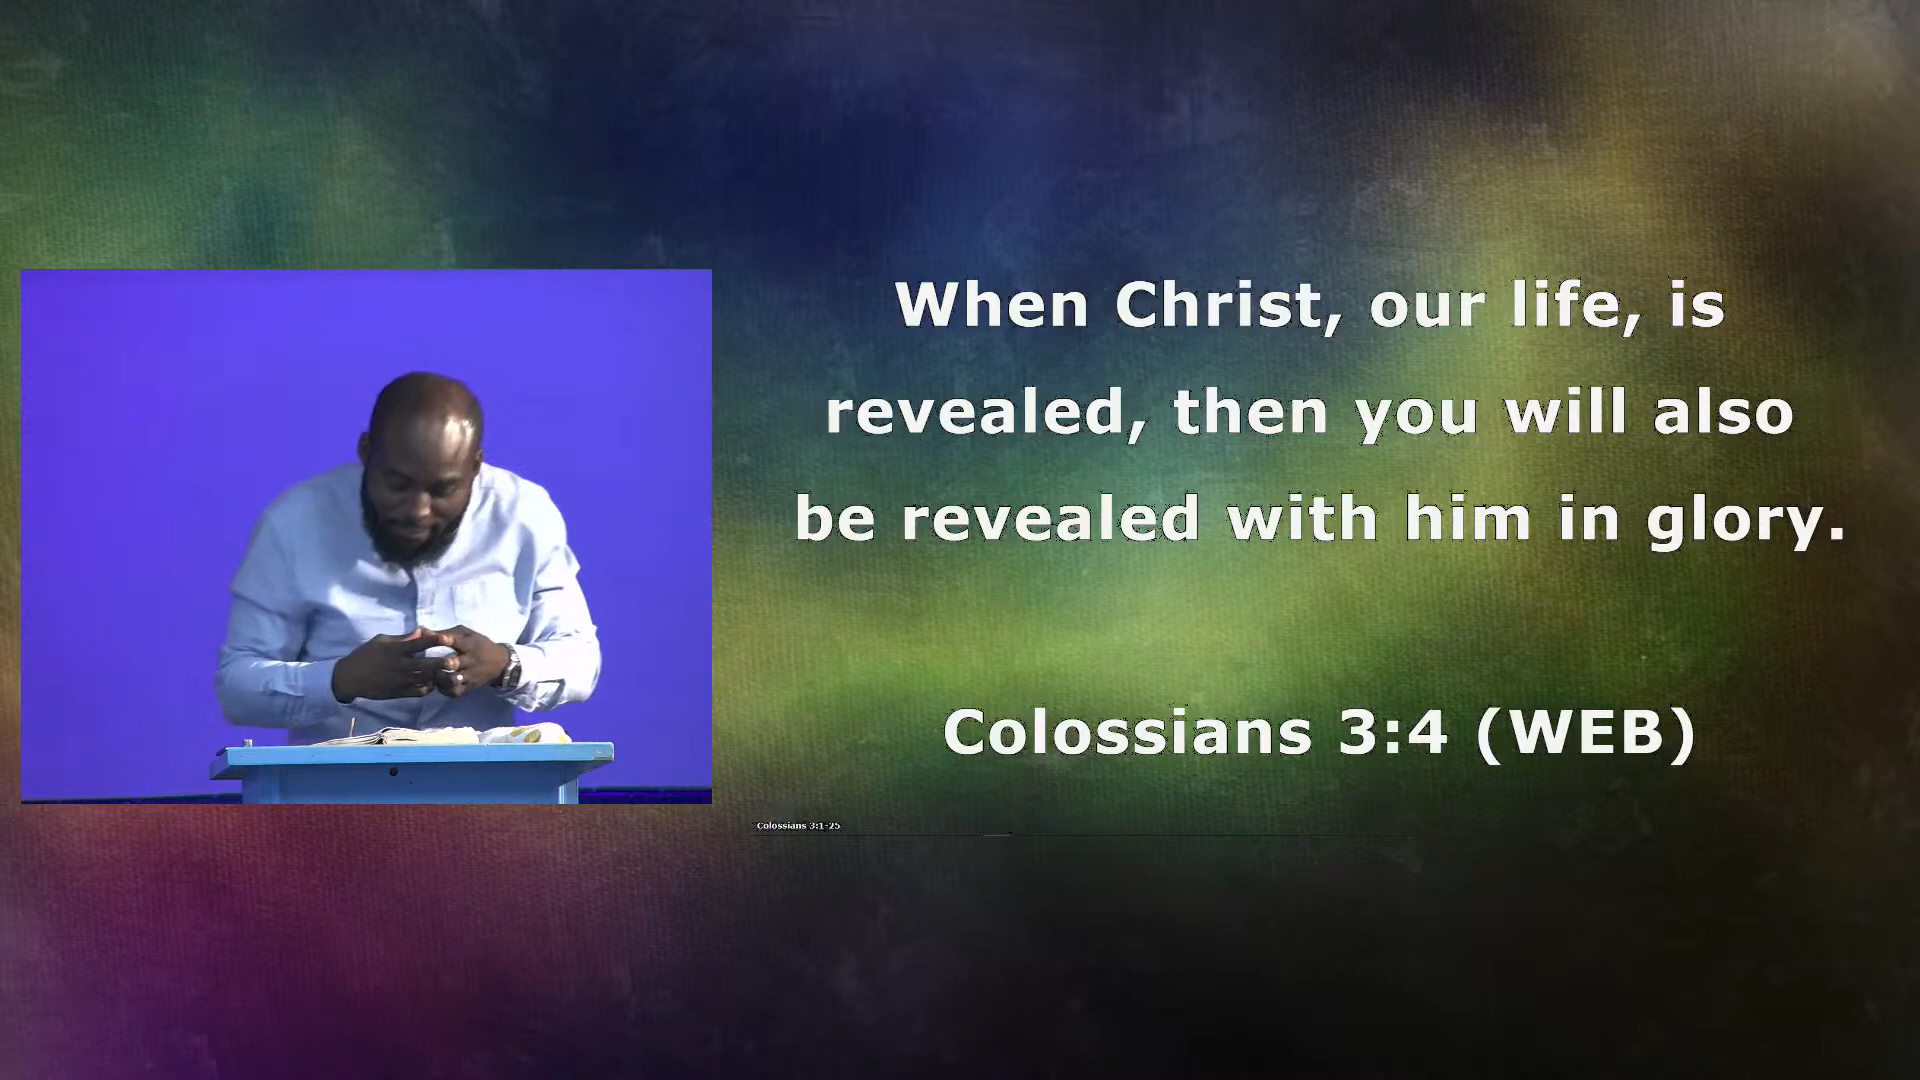 When Christ, our life, is
revealed, then you will also
be revealed with him in glory.
Colossians 3:4 (WEB)
Colossians 3:1-25